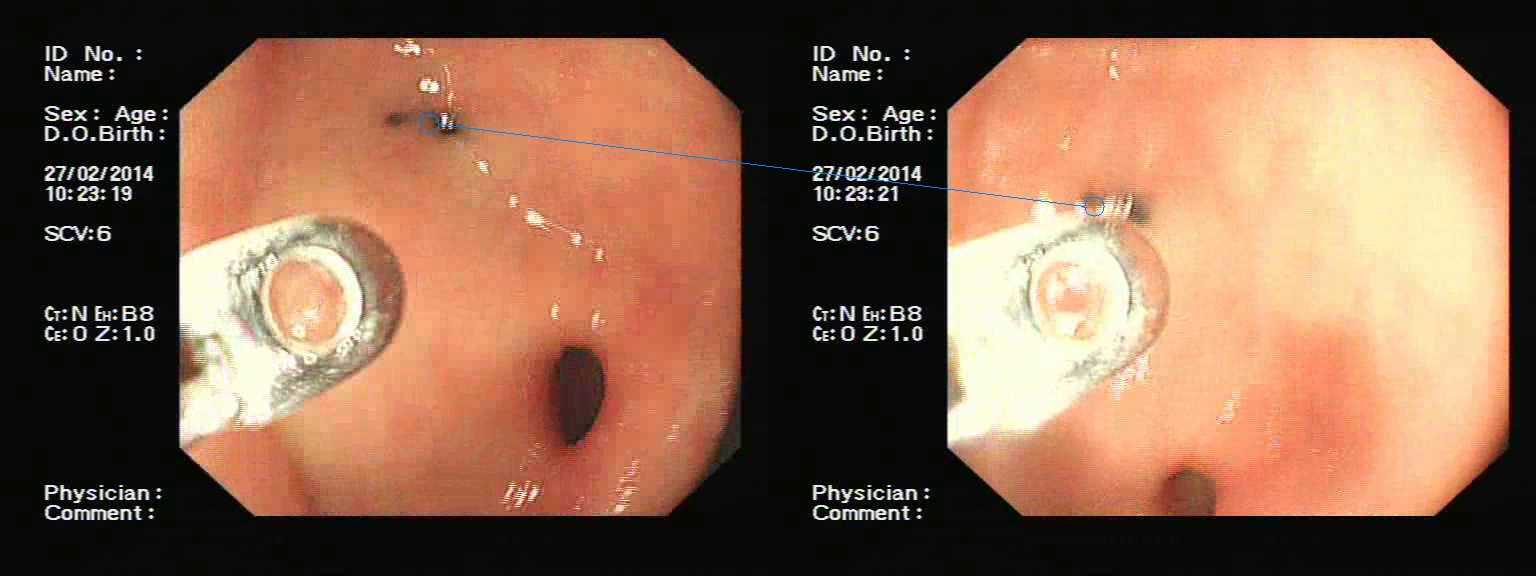 ID No. :
Name:
Sex: Age:
D.O.Birth:
27/02/2014
10:23:19
SCV:6
CT:N EH:B8
CE:0 Z:1.0
Physician:
Comment:
ID No. :
Name:
Sex: Age:
D.O.Birth:
27/02/2014
10:23:21
SCV:6
CT:N EH:B8
CE:0 Z:1.0
Physician:
Comment: